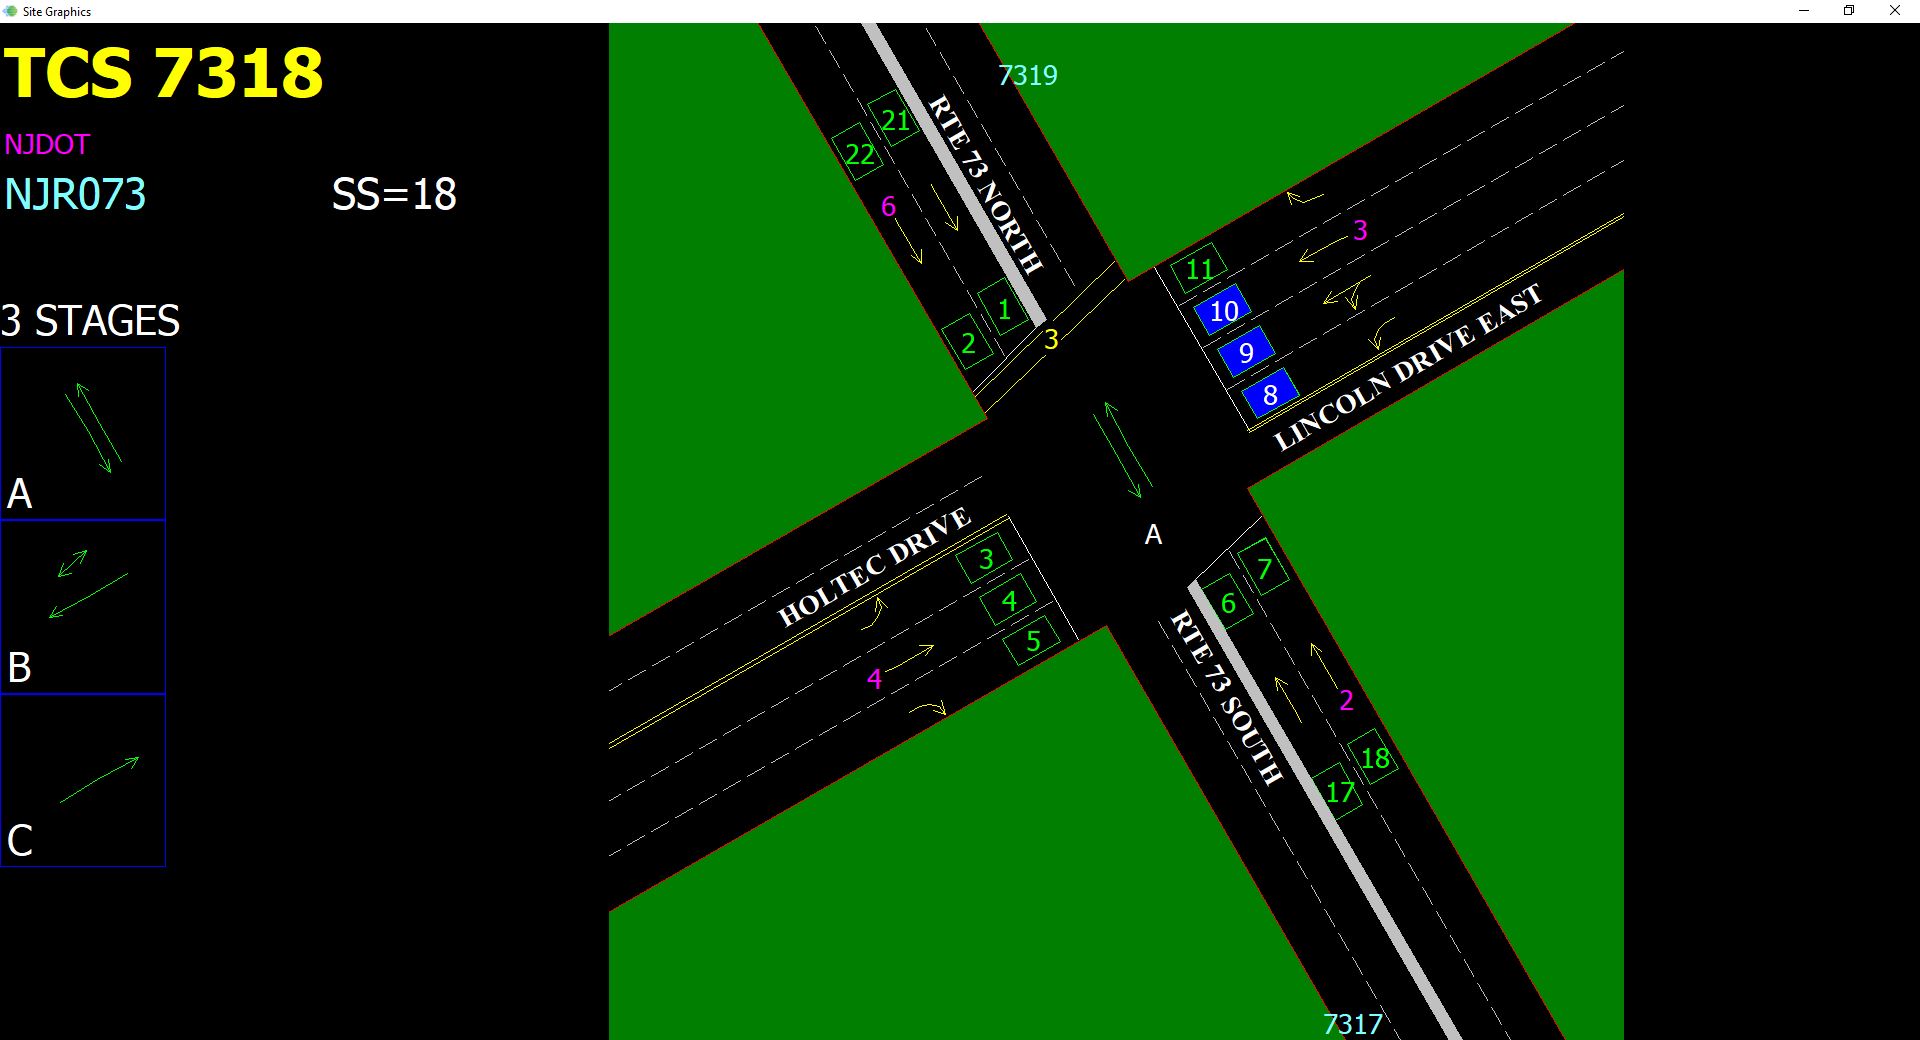 Site Graphics
TCS 7318
NJDOT
NJR073 SS=18
3 STAGES
A
B
C
7319
RTE 73 NORTH
21
22
6
1
2
3
11
10
9
8
3
LINCOLN DRIVE EAST
A
HOLTEC DRIVE
3
4
5
4
7
6
RTE 73 SOUTH
2
18
17
7317